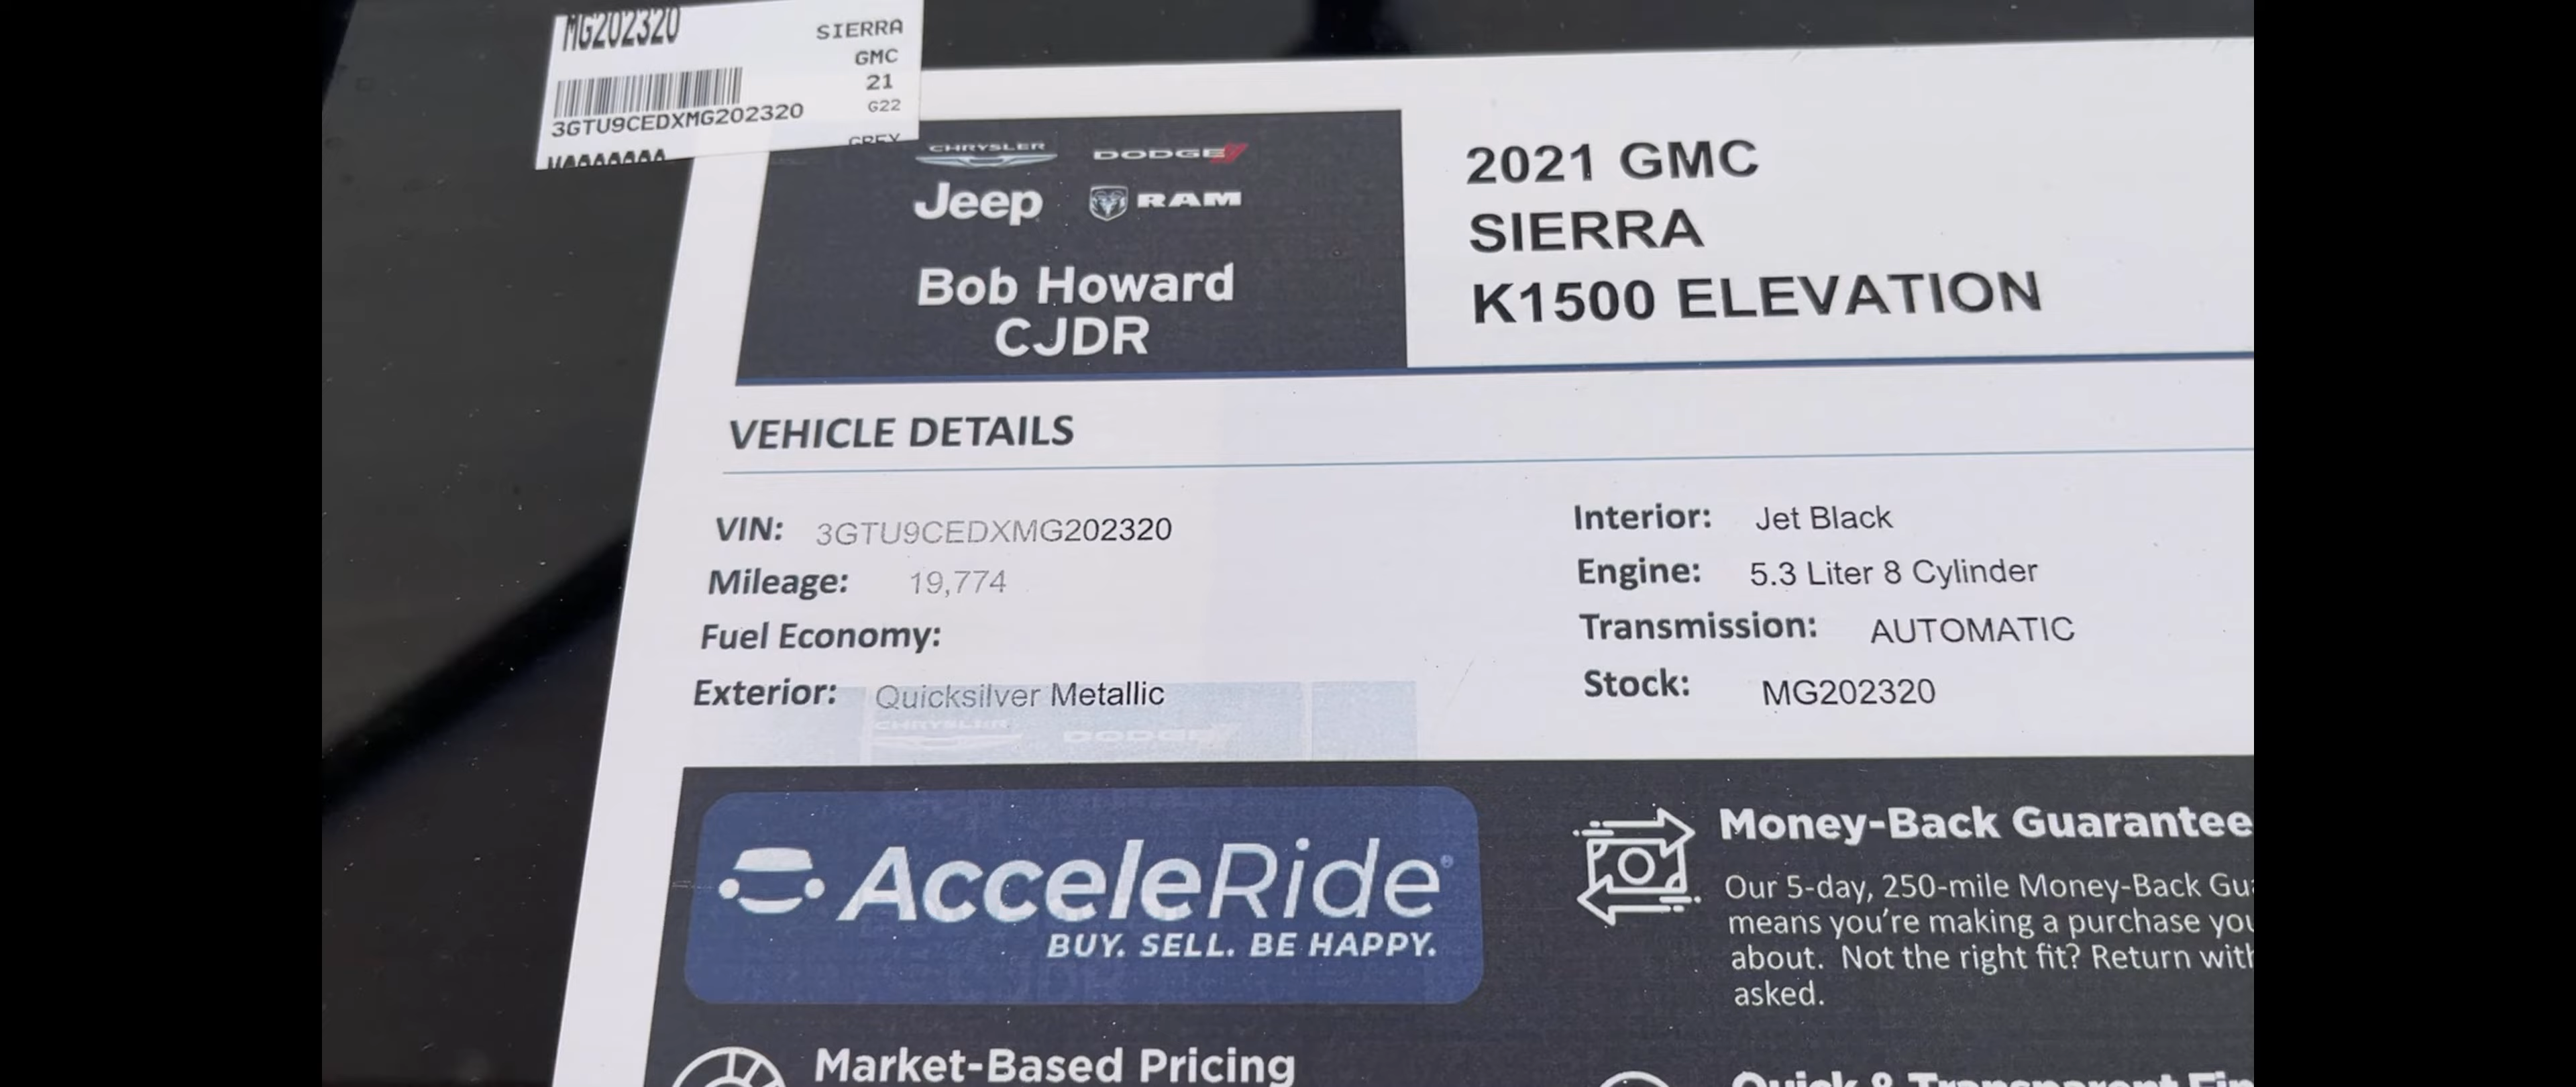 MG202320
SIERRA
GMC
21
3GTU9CEDXMG202320
G22
GREY
CHRYSLER DODGE
Jeep RAM
Bob Howard
CJDR
2021 GMC
SIERRA
K1500 ELEVATION
VEHICLE DETAILS
VIN: 3GTU9CEDXMG202320
Mileage: 19,774
Fuel Economy:
Exterior: Quicksilver Metallic
Interior: Jet Black
Engine: 5.3 Liter 8 Cylinder
Transmission: AUTOMATIC
Stock: MG202320
CHRYSLER DODGE
AcceleRide®
BUY. SELL. BE HAPPY.
Money-Back Guarantee
Our 5-day, 250-mile Money-Back
means you're making a purchase
about. Not the right fit? Return
asked.
Market-Based Pricing